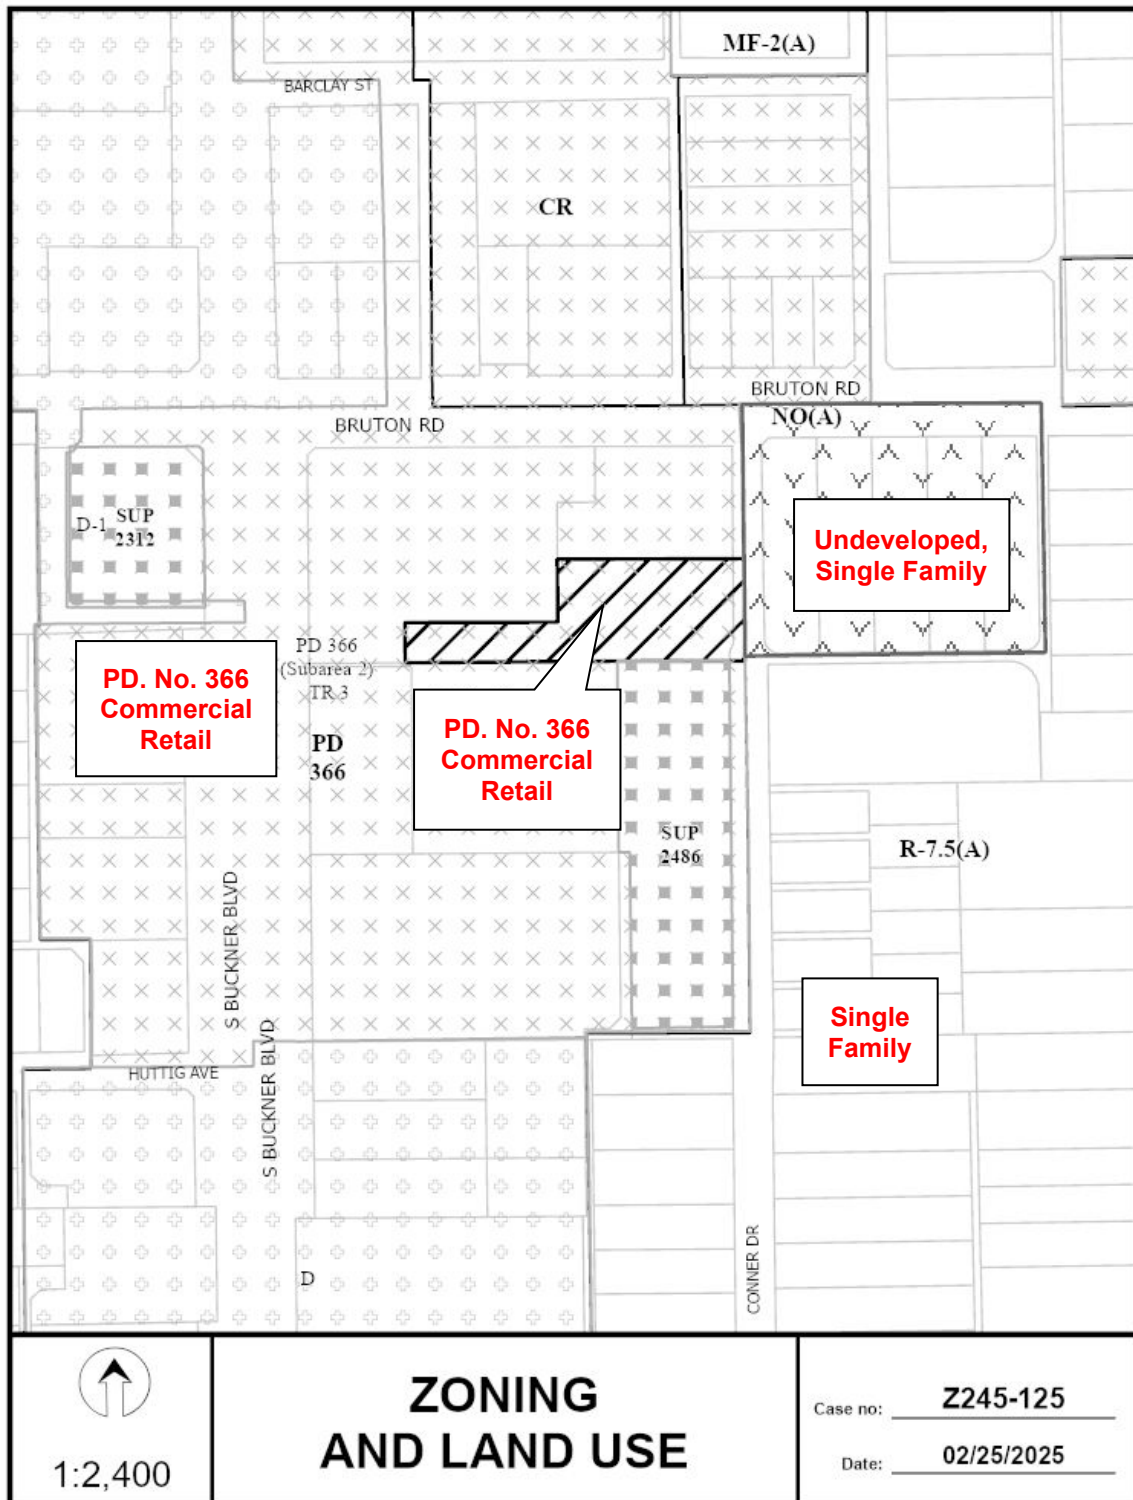 MF-2(A)
BARCLAY ST
CR
BRUTON RD
NO(A)
BRUTON RD
D-1
SUP
2312
Undeveloped,
Single Family
PD 366
(Subarea 2)
TR 3
PD. No. 366
Commercial
Retail
PD. No. 366
Commercial
Retail
PD
366
SUP
2486
R-7.5(A)
S BUCKNER BLVD
Single
Family
HUTTIG AVE
S BUCKNER BLVD
CONNER DR
D
1:2,400
ZONING
AND LAND USE
Case no: Z245-125
Date: 02/25/2025